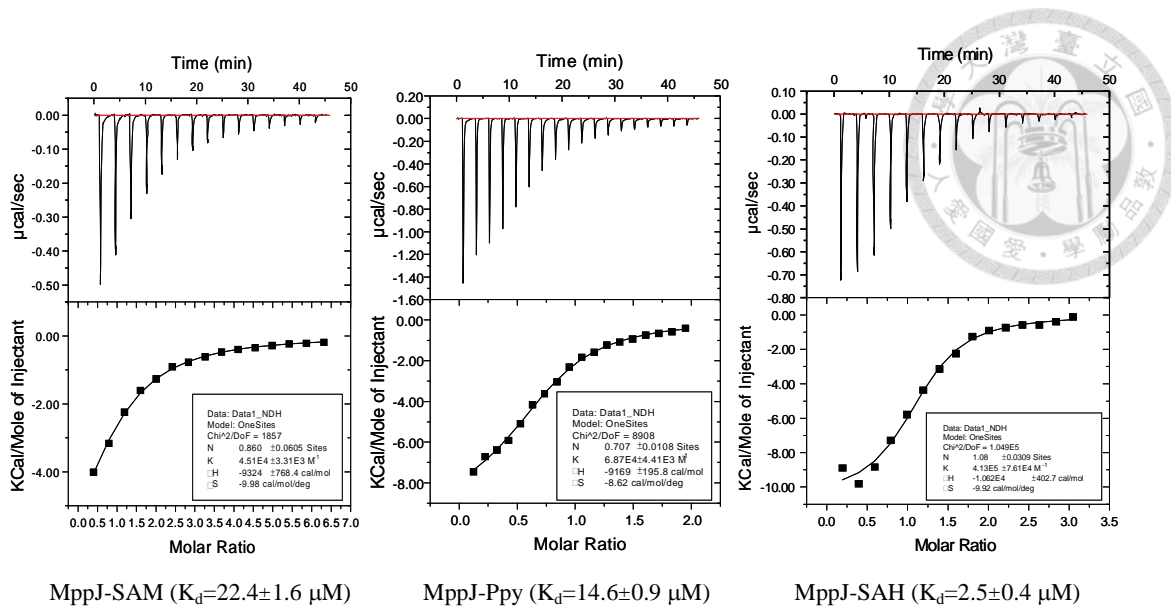 Time (min)
0 10 20 30 40 50
0.00
-0.10
-0.20
-0.30
-0.40
-0.50
µcal/sec
0.00
-2.00
-4.00
KCal/Mole of Injectant
Data: Data1_NDH
Model: OneSites
Chi^2/DoF = 1857
N 0.860 ±0.0605 Sites
K 4.51E4 ±3.31E3 M⁻¹
□H -9324 ±768.4 cal/mol
□S -9.98 cal/mol/deg
0.0 0.5 1.0 1.5 2.0 2.5 3.0 3.5 4.0 4.5 5.0 5.5 6.0 6.5 7.0
Molar Ratio
MppJ-SAM (Kd=22.4±1.6 µM)
Time (min)
0 10 20 30 40 50
0.20
0.00
-0.20
-0.40
-0.60
-0.80
-1.00
-1.20
-1.40
-1.60
µcal/sec
0.00
-2.00
-4.00
-6.00
-8.00
KCal/Mole of Injectant
Data: Data1_NDH
Model: OneSites
Chi^2/DoF = 8908
N 0.707 ±0.0108 Sites
K 6.87E4 ±4.41E3 M⁻¹
□H -9169 ±195.8 cal/mol
□S -8.62 cal/mol/deg
0.0 0.5 1.0 1.5 2.0
Molar Ratio
MppJ-Ppy (Kd=14.6±0.9 µM)
Time (min)
0 10 20 30 40 50
0.10
0.00
-0.10
-0.20
-0.30
-0.40
-0.50
-0.60
-0.70
-0.80
µcal/sec
0.00
-2.00
-4.00
-6.00
-8.00
-10.00
KCal/Mole of Injectant
Data: Data1_NDH
Model: OneSites
Chi^2/DoF = 1.049E5
N 1.08 ±0.0309 Sites
K 4.13E5 ±7.61E4 M⁻¹
□H -1.062E4 ±402.7 cal/mol
□S -9.92 cal/mol/deg
0.0 0.5 1.0 1.5 2.0 2.5 3.0 3.5
Molar Ratio
MppJ-SAH (Kd=2.5±0.4 µM)